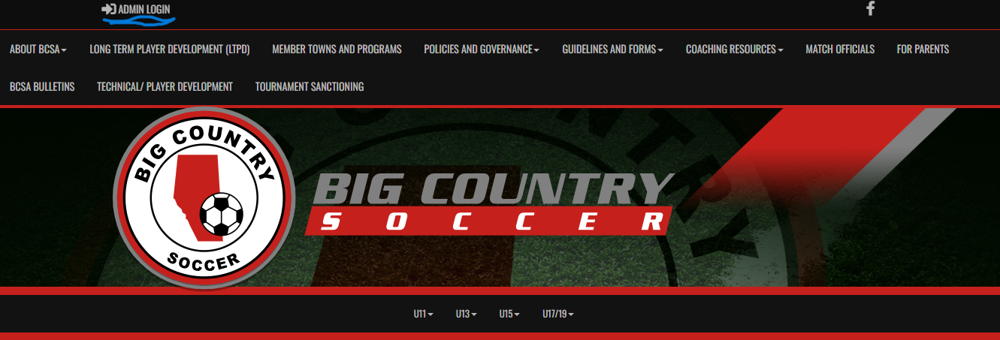 ADMIN LOGIN
ABOUT BCSA LONG TERM PLAYER DEVELOPMENT (LTPD) MEMBER TOWNS AND PROGRAMS POLICIES AND GOVERNANCE GUIDELINES AND FORMS COACHING RESOURCES MATCH OFFICIALS FOR PARENTS
BCSA BULLETINS TECHNICAL/ PLAYER DEVELOPMENT TOURNAMENT SANCTIONING
BIG COUNTRY
SOCCER
BIG COUNTRY
SOCCER
U11 U13 U15 U17/19